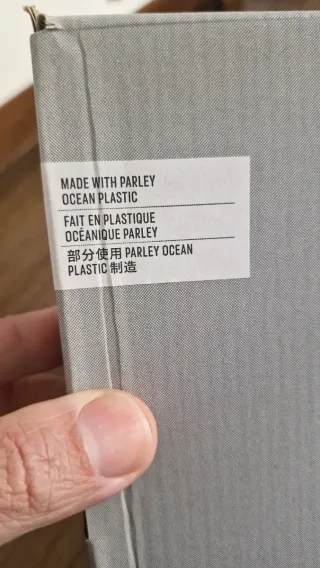 MADE WITH PARLEY
OCEAN PLASTIC
FAIT EN PLASTIQUE
OCÉANIQUE PARLEY
部分使用 PARLEY OCEAN
PLASTIC 制造